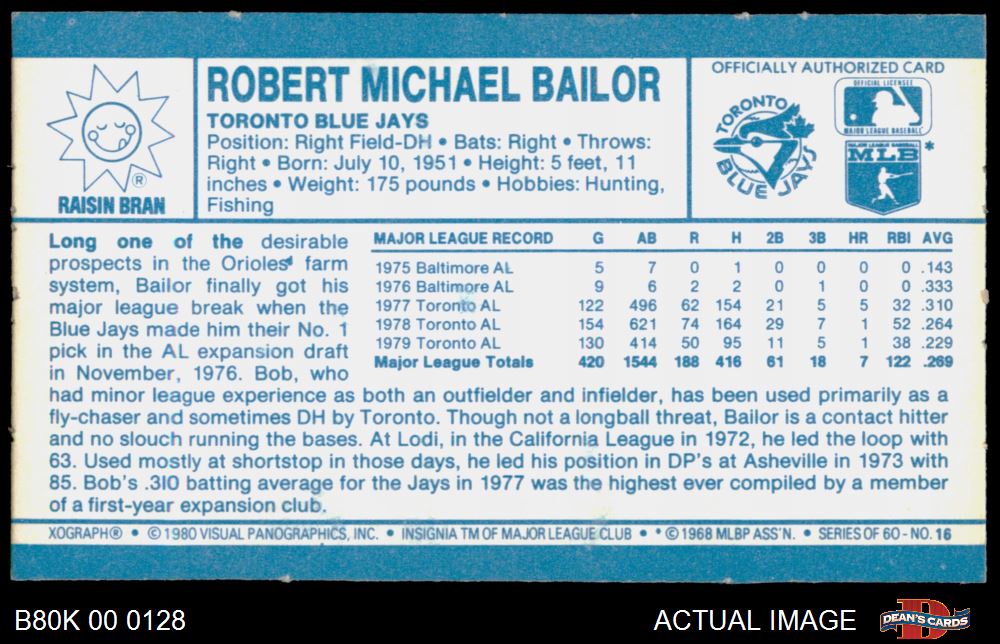 ROBERT MICHAEL BAILOR
TORONTO BLUE JAYS
Position: Right Field-DH • Bats: Right • Throws:
Right • Born: July 10, 1951 • Height: 5 feet, 11
inches • Weight: 175 pounds • Hobbies: Hunting,
Fishing
®
RAISIN BRAN
OFFICIALLY AUTHORIZED CARD
TORONTO
BLUE JAYS
OFFICIAL LICENSEE
MAJOR LEAGUE BASEBALL
MAJOR LEAGUE BASEBALL
MLB *
Long one of the desirable
prospects in the Orioles' farm
system, Bailor finally got his
major league break when the
Blue Jays made him their No. 1
pick in the AL expansion draft
in November, 1976. Bob, who
MAJOR LEAGUE RECORD G AB R H 2B 3B HR RBI AVG
1975 Baltimore AL 5 7 0 1 0 0 0 0 .143
1976 Baltimore AL 9 6 2 2 0 1 0 0 .333
1977 Toronto AL 122 496 62 154 21 5 5 32 .310
1978 Toronto AL 154 621 74 164 29 7 1 52 .264
1979 Toronto AL 130 414 50 95 11 5 1 38 .229
Major League Totals 420 1544 188 416 61 18 7 122 .269
had minor league experience as both an outfielder and infielder, has been used primarily as a
fly-chaser and sometimes DH by Toronto. Though not a longball threat, Bailor is a contact hitter
and no slouch running the bases. At Lodi, in the California League in 1972, he led the loop with
63. Used mostly at shortstop in those days, he led his position in DP's at Asheville in 1973 with
85. Bob's .310 batting average for the Jays in 1977 was the highest ever compiled by a member
of a first-year expansion club.
XOGRAPH® • © 1980 VISUAL PANOGRAPHICS, INC. • INSIGNIA TM OF MAJOR LEAGUE CLUB • * © 1968 MLBP ASS'N. • SERIES OF 60 - NO. 16
B80K 00 0128
ACTUAL IMAGE
DEAN'S CARDS